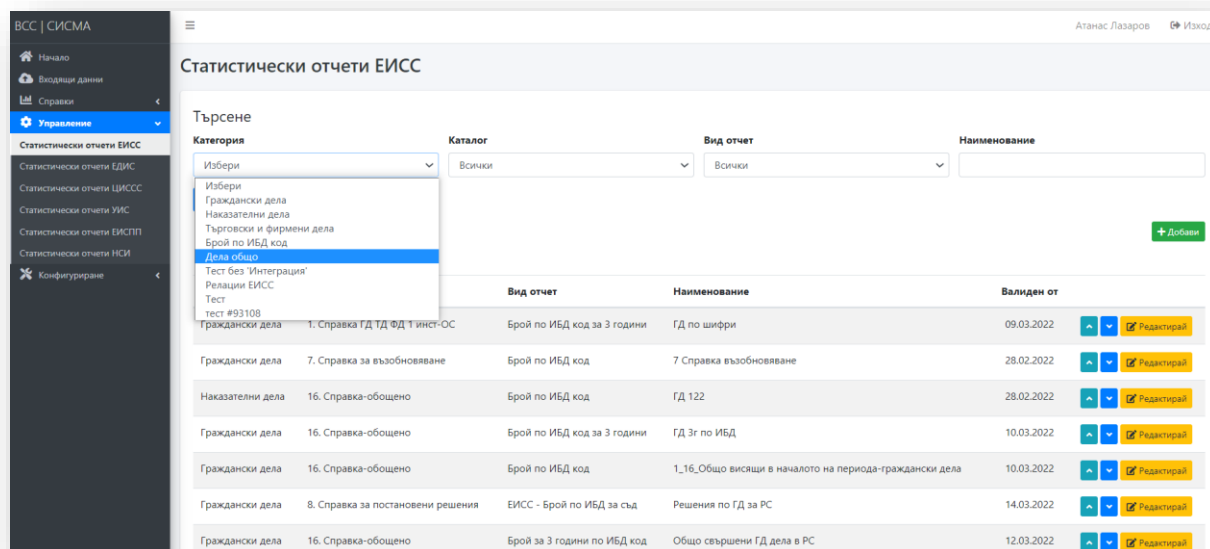 ВСС | СИСМА
Атанас Лазаров Изход
Начало
Входящи данни
Справки
Управление
Статистически отчети ЕИСС
Статистически отчети ЕДИС
Статистически отчети ЦИССС
Статистически отчети УИС
Статистически отчети ЕИСПП
Статистически отчети НСИ
Конфигуриране
Статистически отчети ЕИСС
Търсене
Категория Каталог Вид отчет Наименование
Избери Всички Всички
Избери
Граждански дела
Наказателни дела
Търговски и фирмени дела
Брой по ИБД код
Дела общо
Тест без 'Интеграция'
Релации ЕИСС
Тест
тест #93108
Добави
Вид отчет Наименование Валиден от
Граждански дела 1. Справка ГД ТД ФД 1 инст-ОС Брой по ИБД код за 3 години ГД по шифри 09.03.2022 Редактирай
Граждански дела 7. Справка за възобновяване Брой по ИБД код 7 Справка възобновяване 28.02.2022 Редактирай
Наказателни дела 16. Справка-обощено Брой по ИБД код ГД 122 28.02.2022 Редактирай
Граждански дела 16. Справка-обощено Брой по ИБД код за 3 години ГД 3г по ИБД 10.03.2022 Редактирай
Граждански дела 16. Справка-обощено Брой по ИБД код 1_16_Общо висящи в началото на периода-граждански дела 10.03.2022 Редактирай
Граждански дела 8. Справка за постановени решения ЕИСС - Брой по ИБД за съд Решения по ГД за РС 14.03.2022 Редактирай
Граждански дела 16. Справка-обощено Брой за 3 години по ИБД код Общо свършени ГД дела в РС 12.03.2022 Редактирай